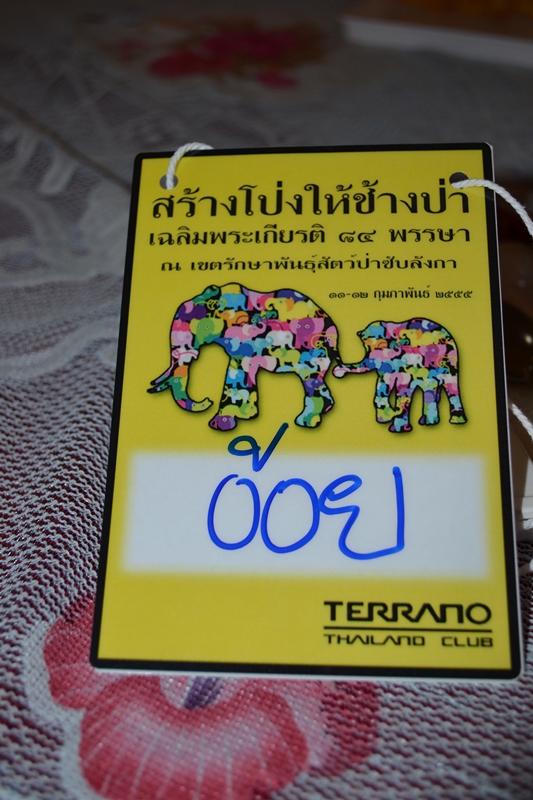 สร้างโป่งให้ช้างป่า
เฉลิมพระเกียรติ ๘๔ พรรษา
ณ เขตรักษาพันธุ์สัตว์ป่าซับลังกา
๑๑-๑๒ กุมภาพันธ์ ๒๕๕๕
อ้อย
TERRANO
THAILAND CLUB